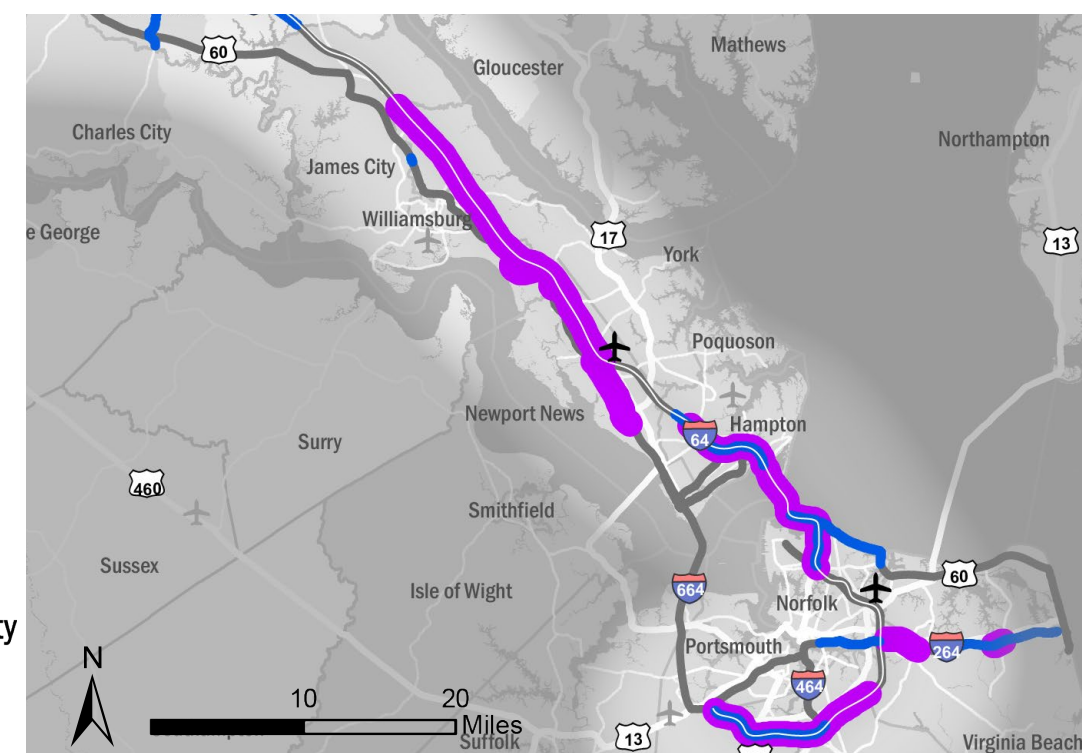 Mathews
60
Gloucester
Charles City
Northampton
James City
Williamsburg
e George
17
13
York
Poquoson
Newport News
Hampton
64
Surry
460
Smithfield
Sussex
Isle of Wight
664
60
Norfolk
ty
Portsmouth
264
N
464
10
20
Miles
13
Suffolk
Virginia Beach